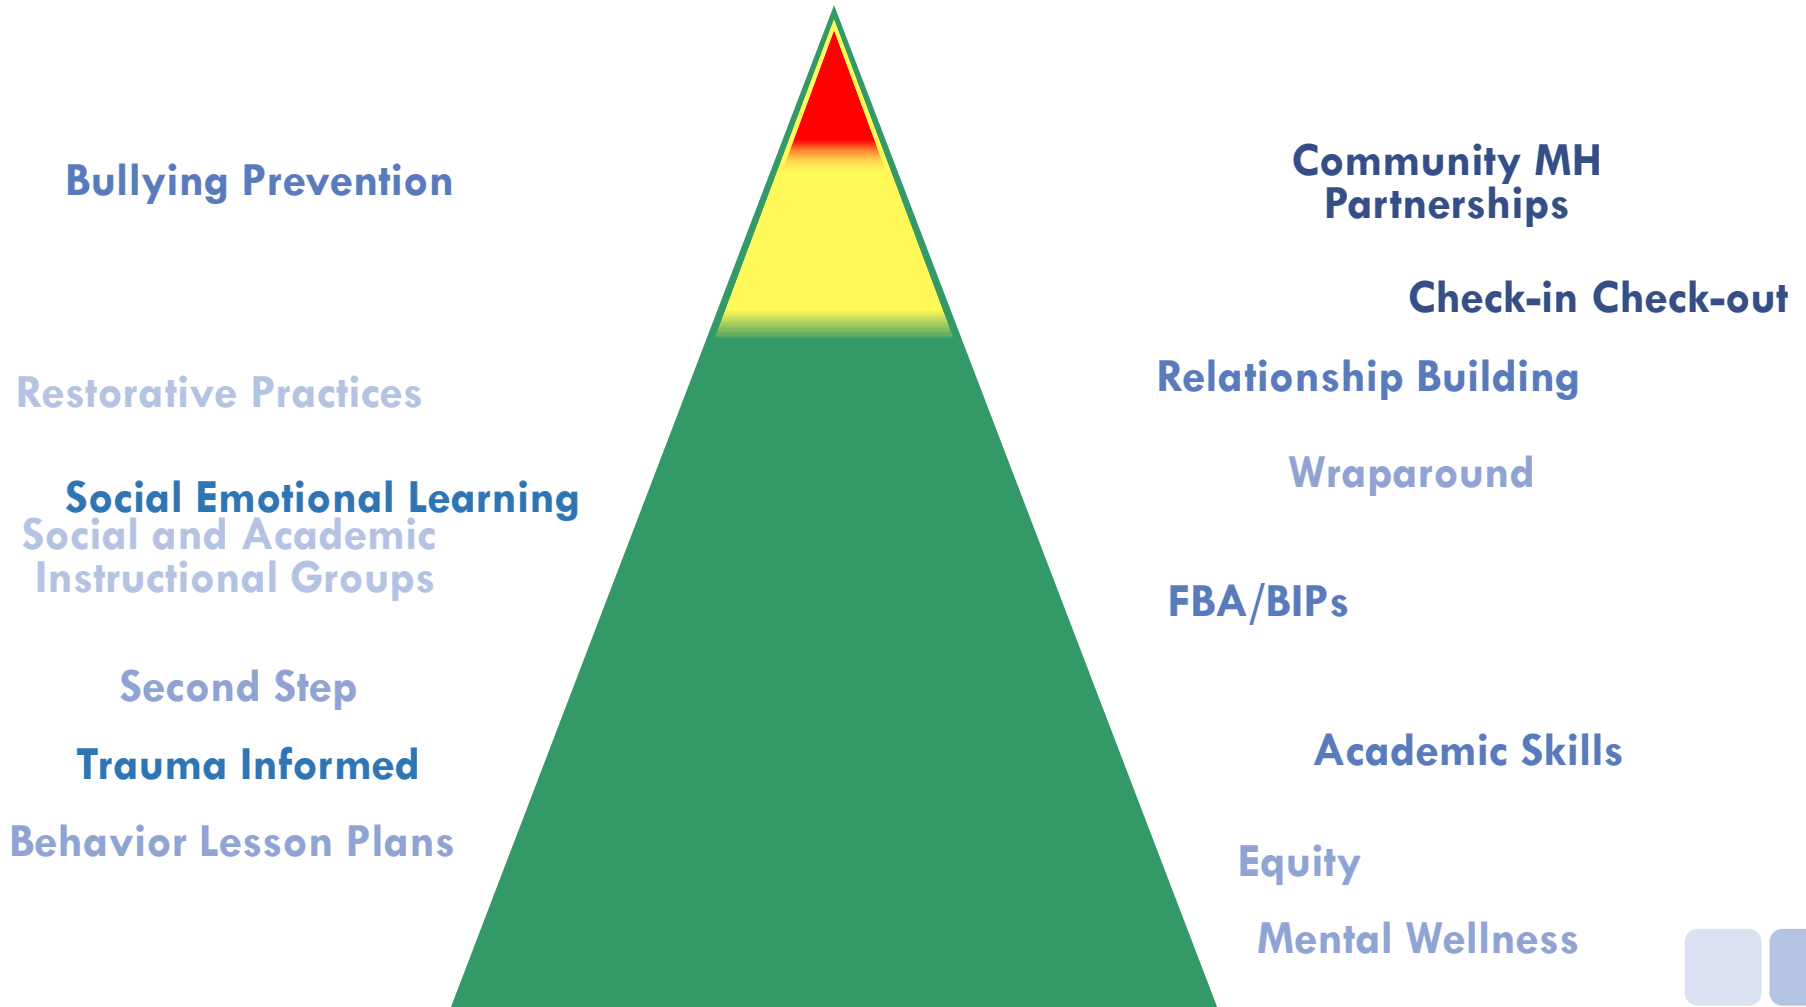 Bullying Prevention
Restorative Practices
Social Emotional Learning
Social and Academic
Instructional Groups
Second Step
Trauma Informed
Behavior Lesson Plans
Community MH
Partnerships
Check-in Check-out
Relationship Building
Wraparound
FBA/BIPs
Academic Skills
Equity
Mental Wellness